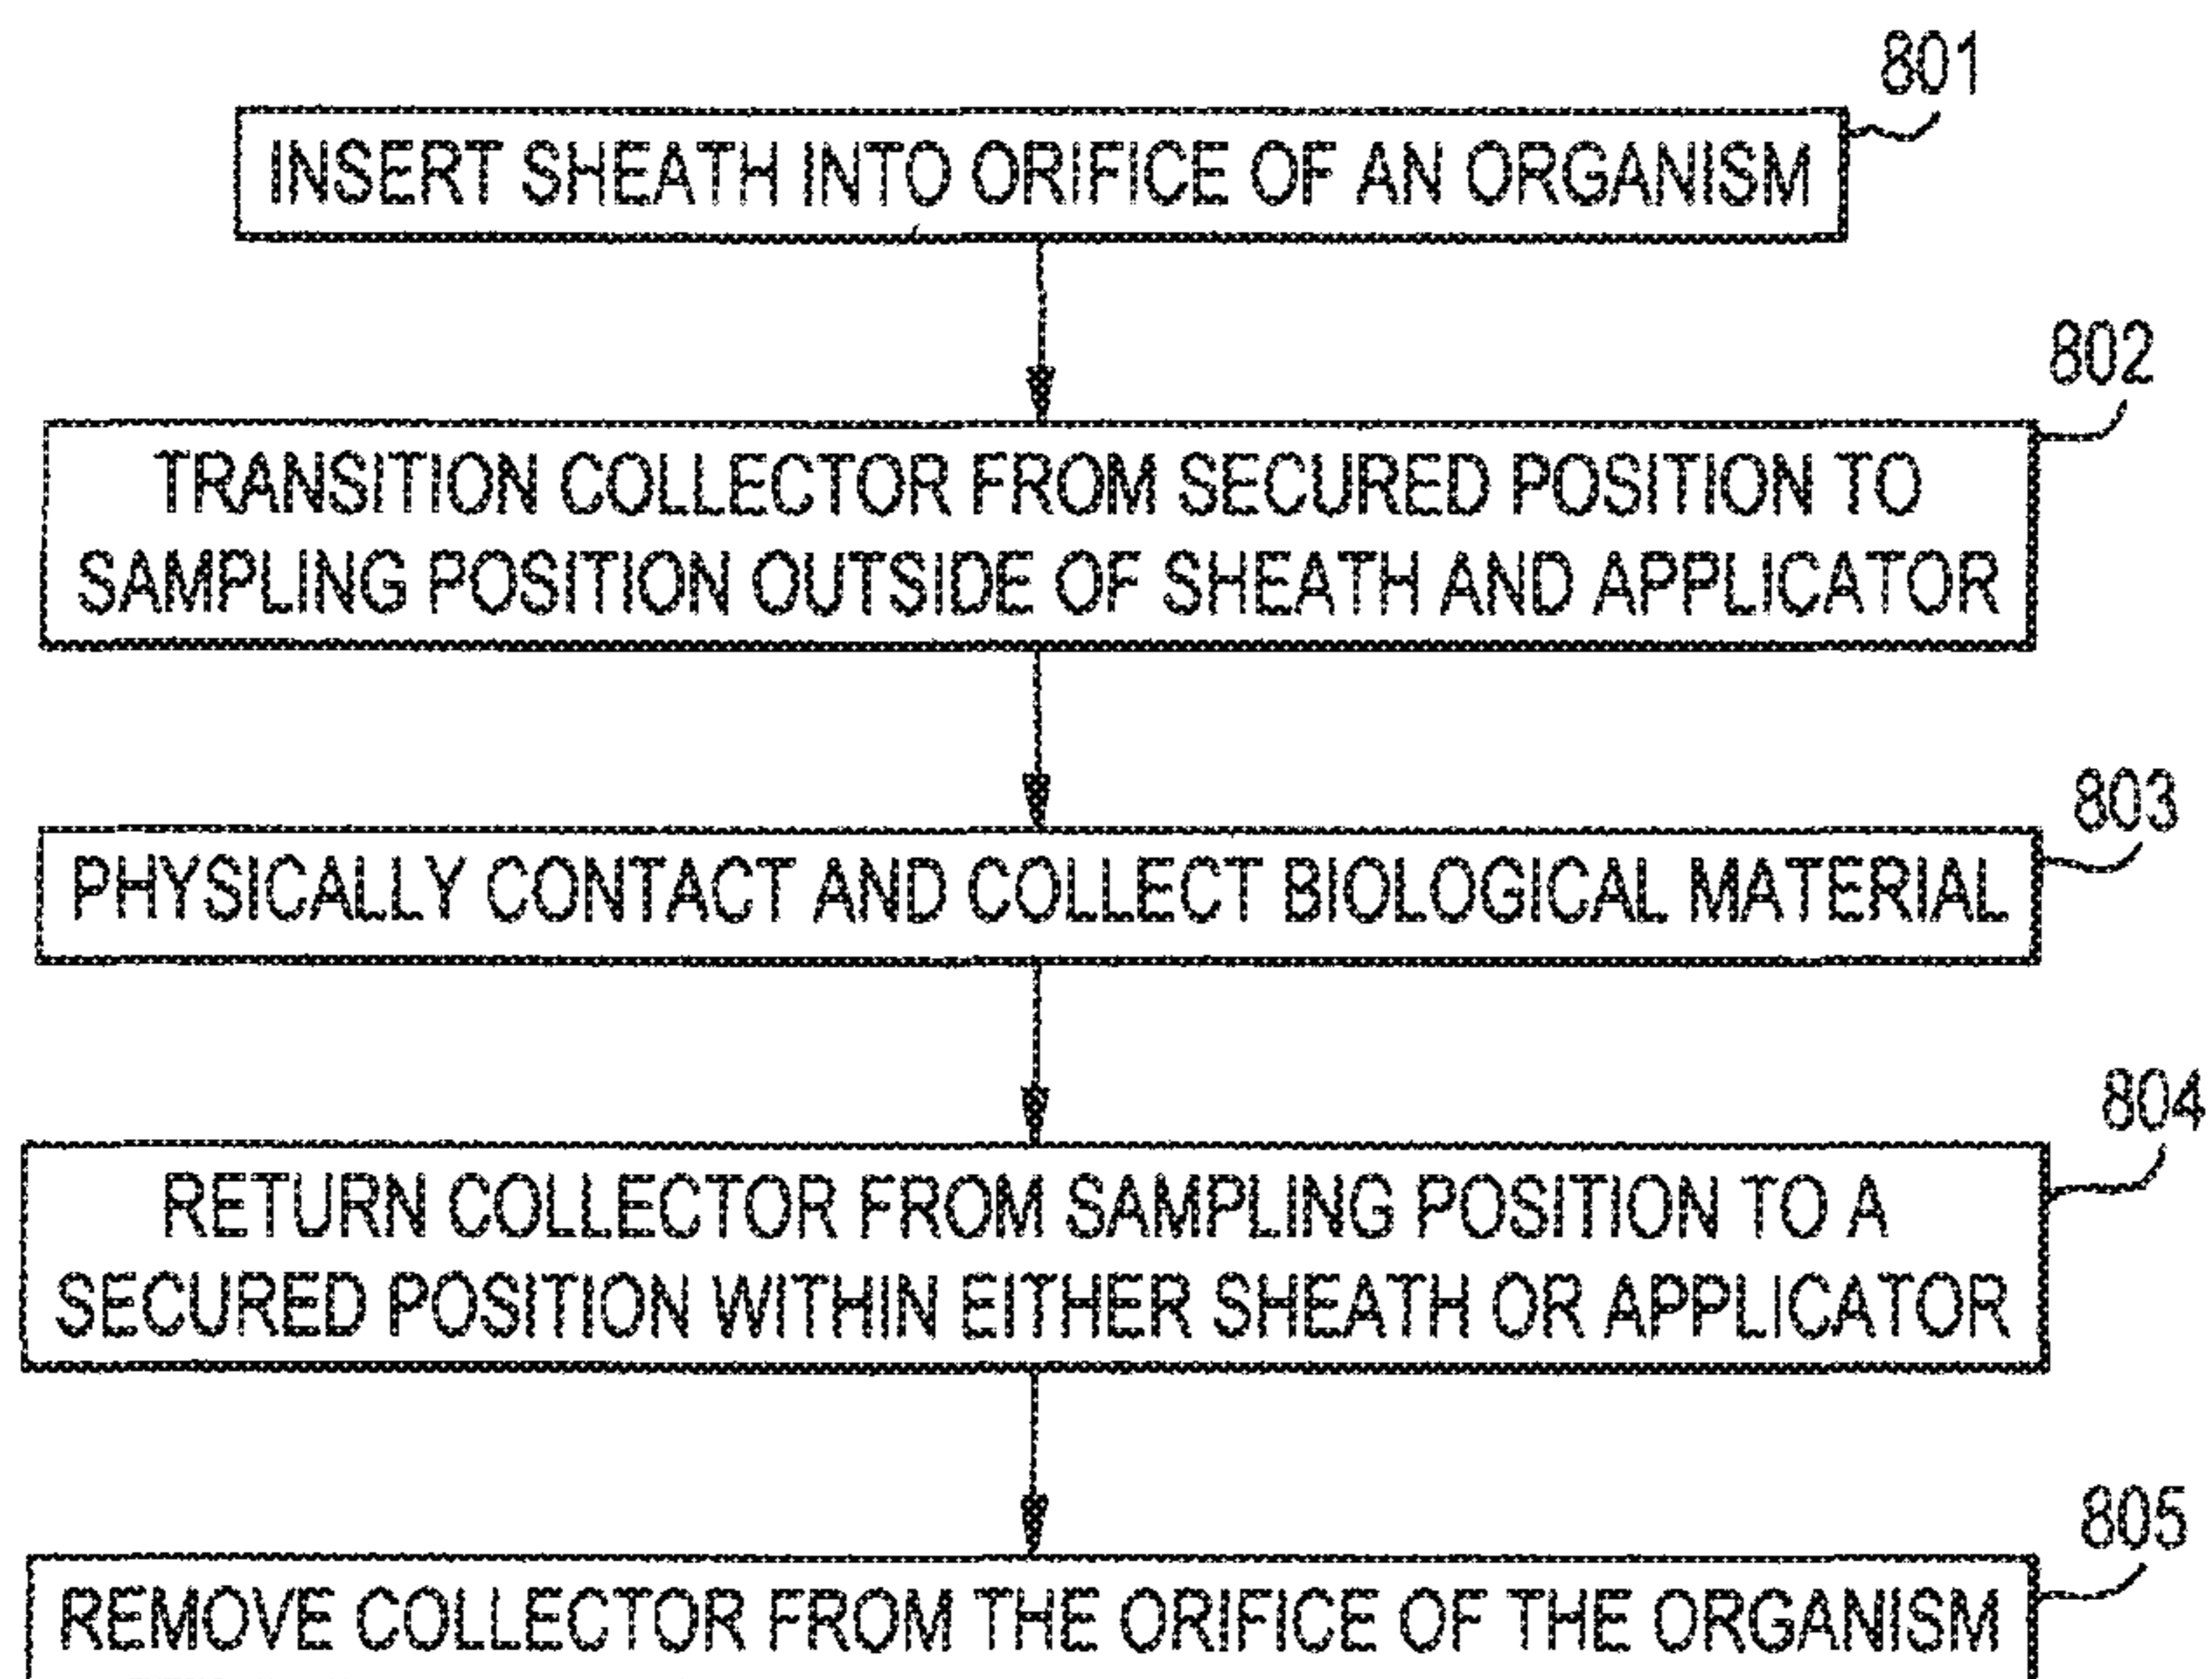 801
INSERT SHEATH INTO ORIFICE OF AN ORGANISM
802
TRANSITION COLLECTOR FROM SECURED POSITION TO
SAMPLING POSITION OUTSIDE OF SHEATH AND APPLICATOR
803
PHYSICALLY CONTACT AND COLLECT BIOLOGICAL MATERIAL
804
RETURN COLLECTOR FROM SAMPLING POSITION TO A
SECURED POSITION WITHIN EITHER SHEATH OR APPLICATOR
805
REMOVE COLLECTOR FROM THE ORIFICE OF THE ORGANISM